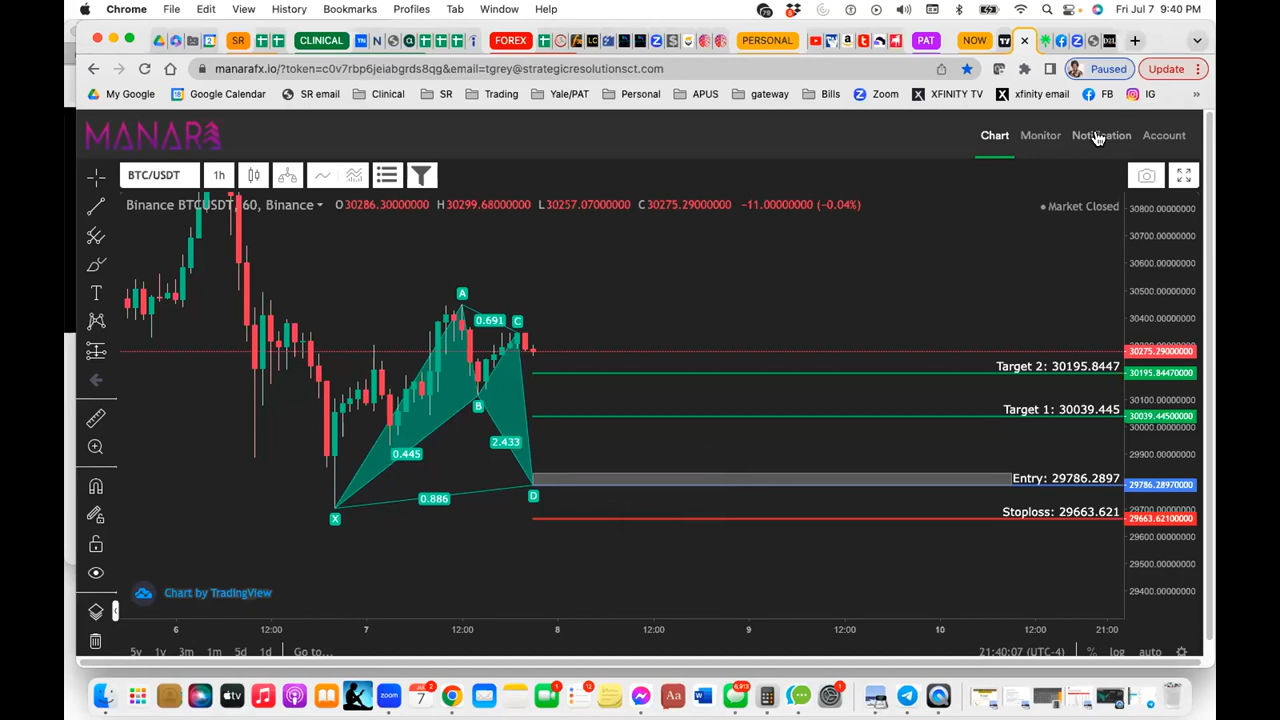 Chrome File Edit View History Bookmarks Profiles Tab Window Help Fri Jul 7 9:40 PM
SR CLINICAL FOREX PERSONAL PAT NOW
manarafx.io/?token=c0v7rbp6jeiabgrds8qg&email=tgrey@strategicresolutionsct.com Paused Update
My Google Google Calendar SR email Clinical SR Trading Yale/PAT Personal APUS gateway Bills Zoom XFINITY TV xfinity email FB IG »
MANAR
Chart Monitor Notification Account
BTC/USDT 1h
Binance BTCUSDT, 60, Binance O30286.30000000 H30299.68000000 L30257.07000000 C30275.29000000 −11.00000000 (−0.04%) Market Closed
30800.00000000
30700.00000000
30600.00000000
30500.00000000
A
30400.00000000
0.691 C
30275.29000000
Target 2: 30195.8447
30195.84470000
30100.00000000
B
Target 1: 30039.445
30039.44500000
30000.00000000
2.433
0.445
29900.00000000
Entry: 29786.2897
29786.28970000
0.886 D
Stoploss: 29663.621
29663.62100000
X
29600.00000000
29500.00000000
29400.00000000
Chart by TradingView
6 12:00 7 12:00 8 12:00 9 12:00 10 12:00 21:00
5y 1y 3m 1m 5d 1d Go to... 21:40:07 (UTC-4) % log auto